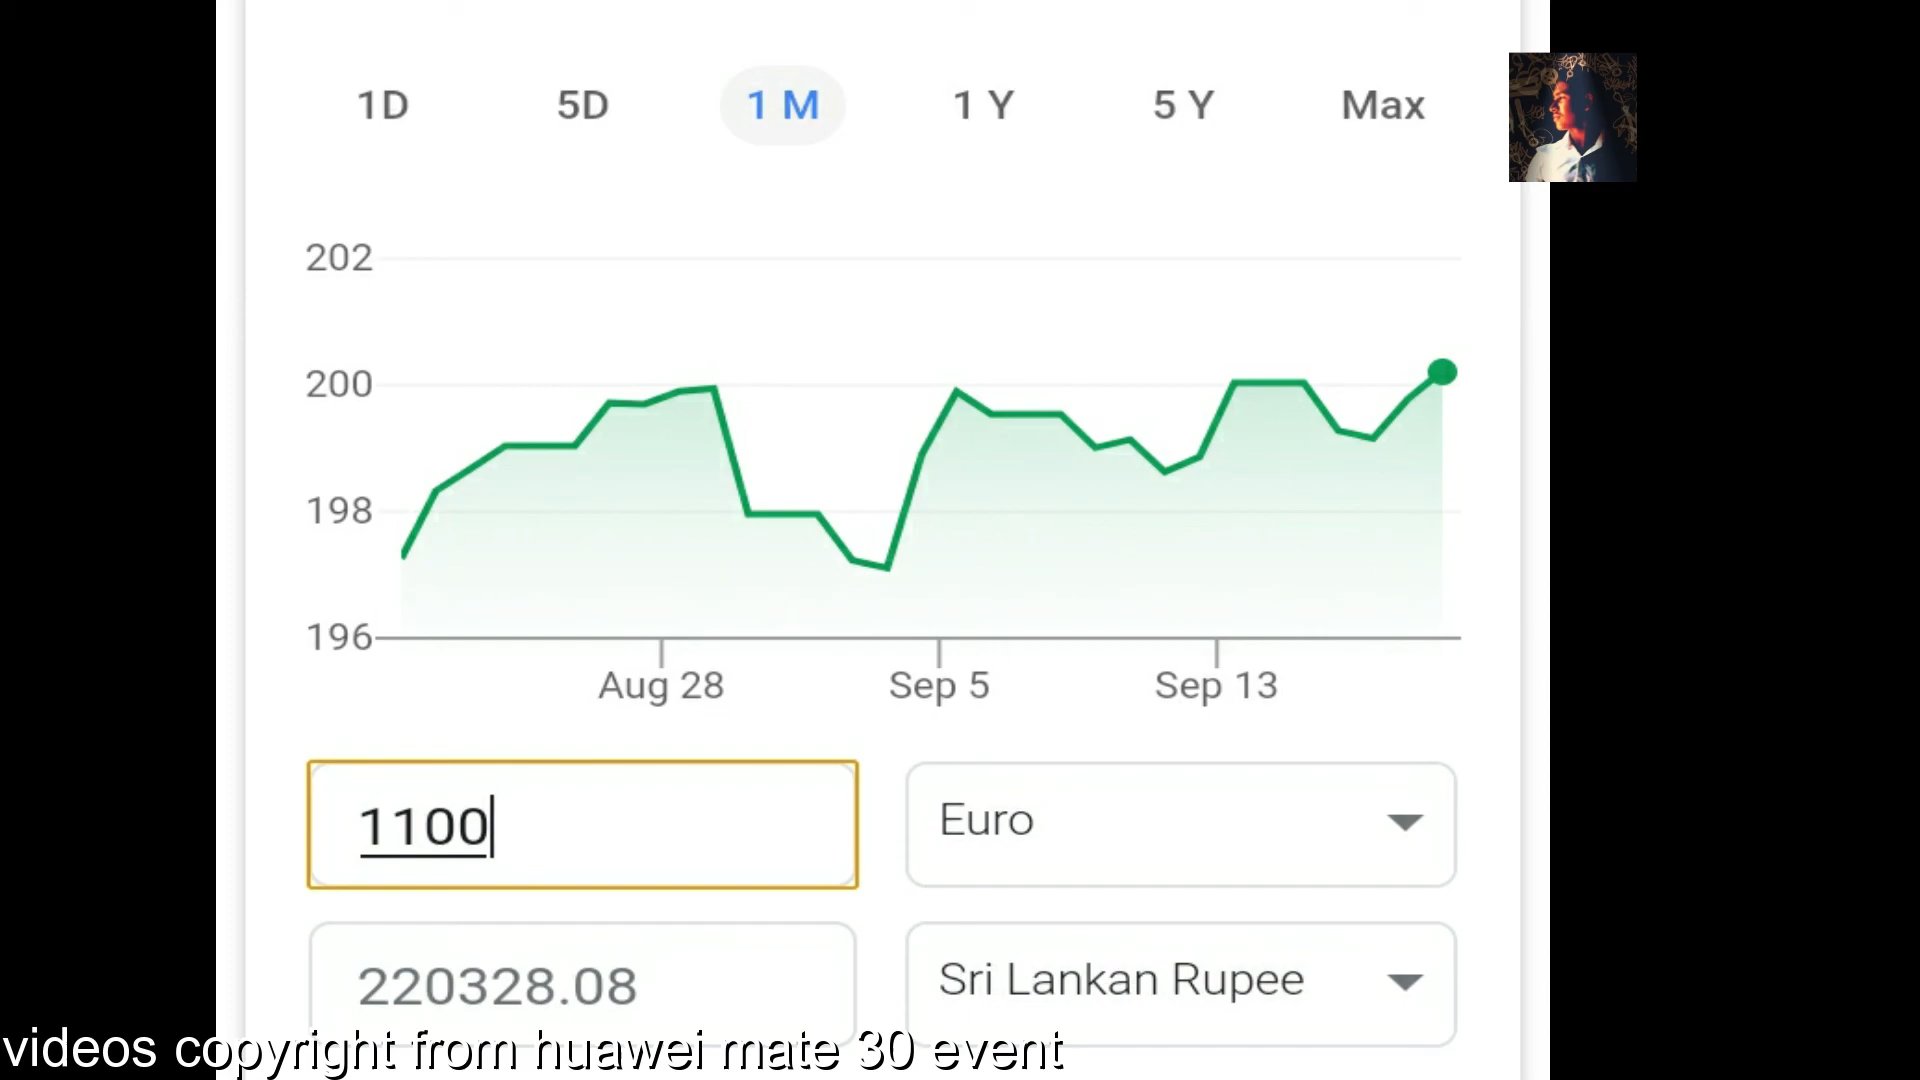 1D 5D 1 M 1 Y 5 Y Max
202
200
198
196
Aug 28 Sep 5 Sep 13
1100 Euro
220328.08 Sri Lankan Rupee
videos copyright from huawei mate 30 event